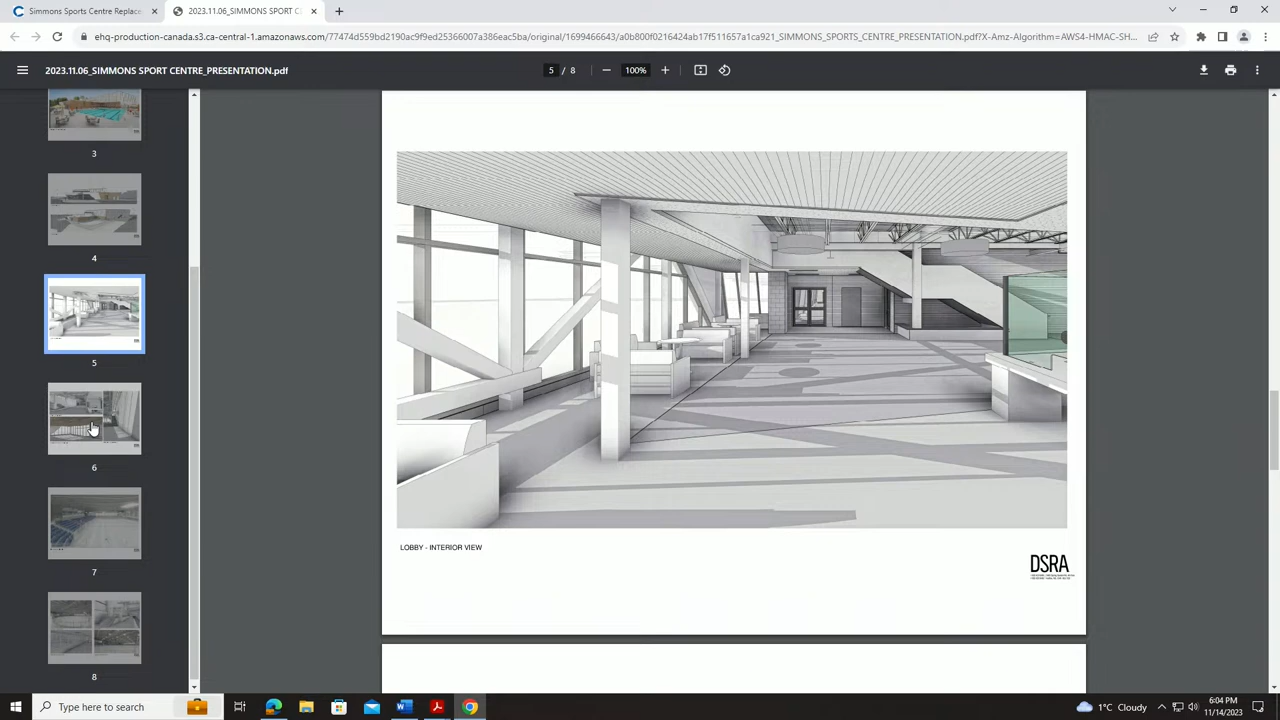 Simmons Sports Centre Replace
2023.11.06_SIMMONS SPORT C
ehq-production-canada.s3.ca-central-1.amazonaws.com/77474d559bd2190ac9f9ed25366007a386eac5ba/original/1699466643/a0b800f0216424ab17f511657a1ca921_SIMMONS_SPORTS_CENTRE_PRESENTATION.pdf?X-Amz-Algorithm=AWS4-HMAC-SH...
2023.11.06_SIMMONS SPORT CENTRE_PRESENTATION.pdf
5 / 8
100%
3
4
5
6
7
8
LOBBY - INTERIOR VIEW
DSRA
Type here to search
1°C Cloudy
6:04 PM
11/14/2023